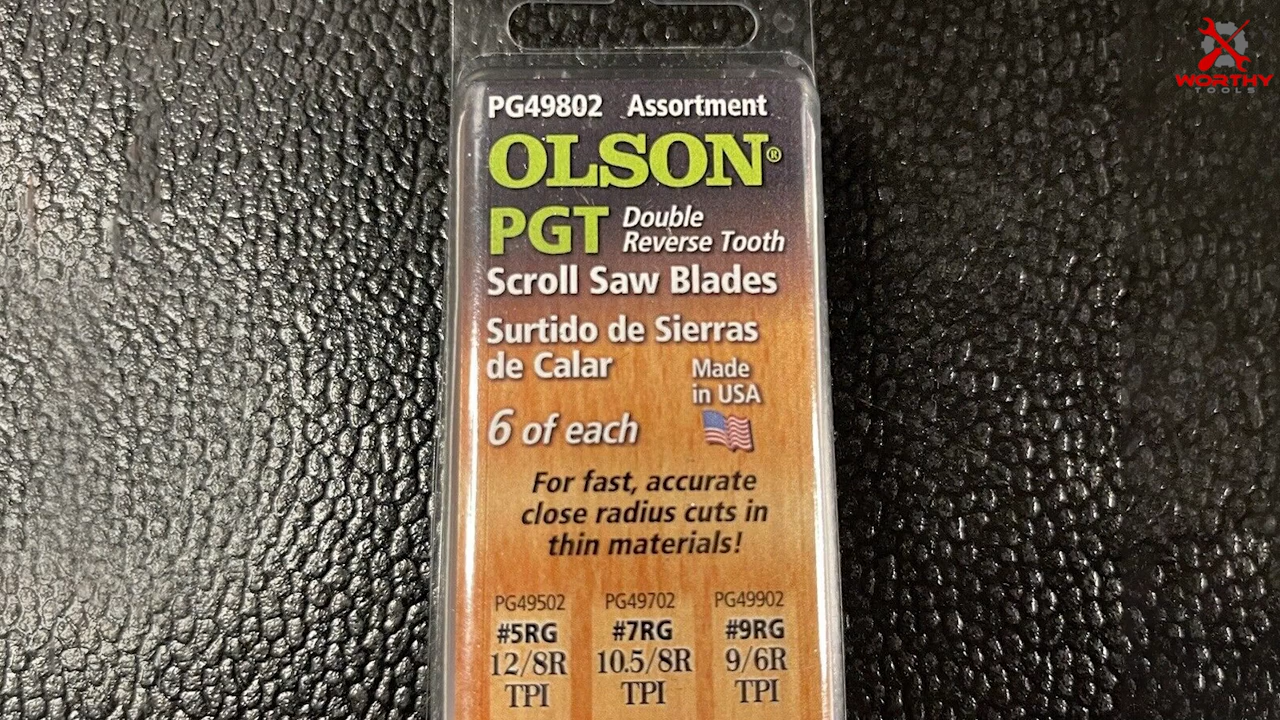 WORTHY
TOOLS
PG49802 Assortment
OLSON®
PGT Double
Reverse Tooth
Scroll Saw Blades
Surtido de Sierras
de Calar
Made
in USA
6 of each
For fast, accurate
close radius cuts in
thin materials!
PG49502 PG49702 PG49902
#5RG #7RG #9RG
12/8R 10.5/8R 9/6R
TPI TPI TPI